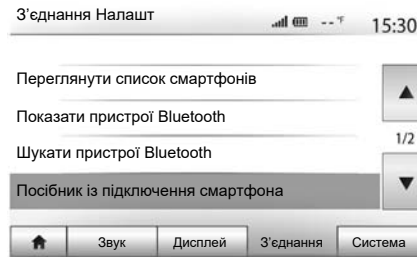 З’єднання Налашт
--°F 15:30
Переглянути список смартфонів
Показати пристрої Bluetooth
Шукати пристрої Bluetooth
1/2
Посібник із підключення смартфона
Звук Дисплей З’єднання Система